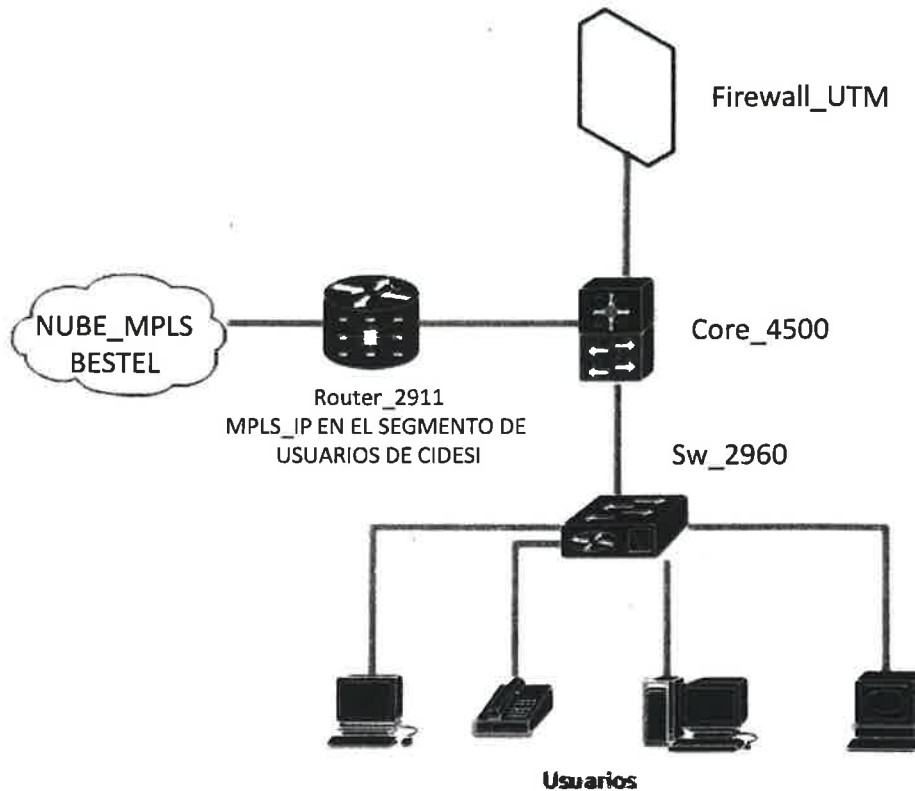 Firewall_UTM
NUBE_MPLS
BESTEL
Core_4500
Router_2911
MPLS_IP EN EL SEGMENTO DE
USUARIOS DE CIDESI
Sw_2960
Usuarios